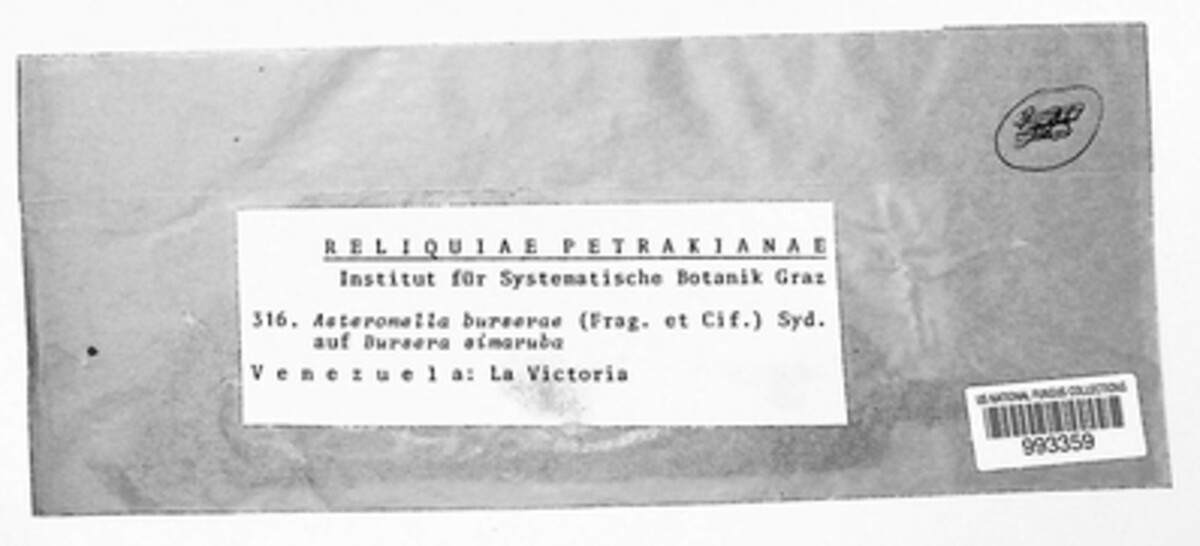 RELIQUIAE PETRAKIANAE
Institut für Systematische Botanik Graz
316. Asteromella burserae (Frag. et Cif.) Syd.
auf Bursera simaruba
Venezuela: La Victoria
US NATIONAL FUNGUS COLLECTIONS
993359